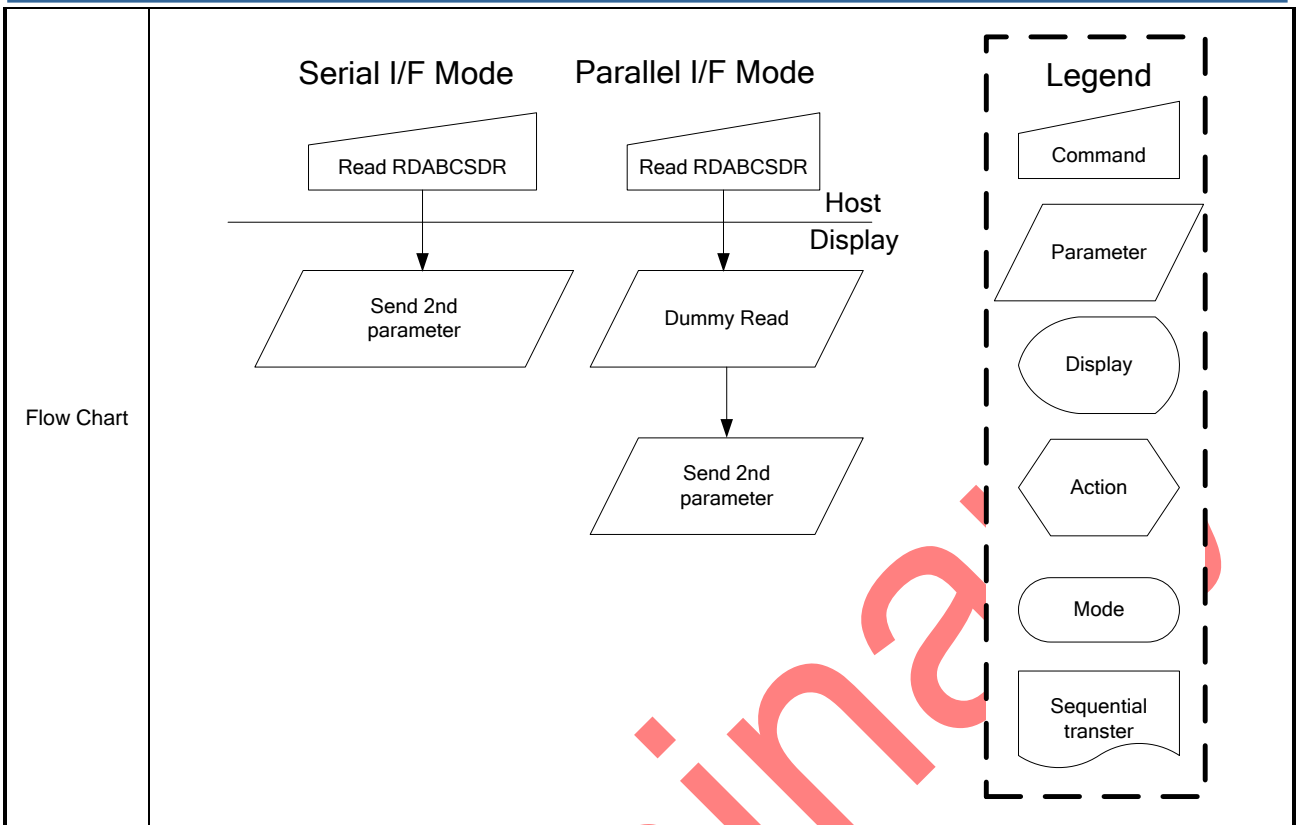 Serial I/F Mode
Parallel I/F Mode
Legend
Read RDABCSDR
Read RDABCSDR
Command
Host
Display
Parameter
Send 2nd
parameter
Dummy Read
Display
Flow Chart
Send 2nd
parameter
Action
Mode
Sequential
transter